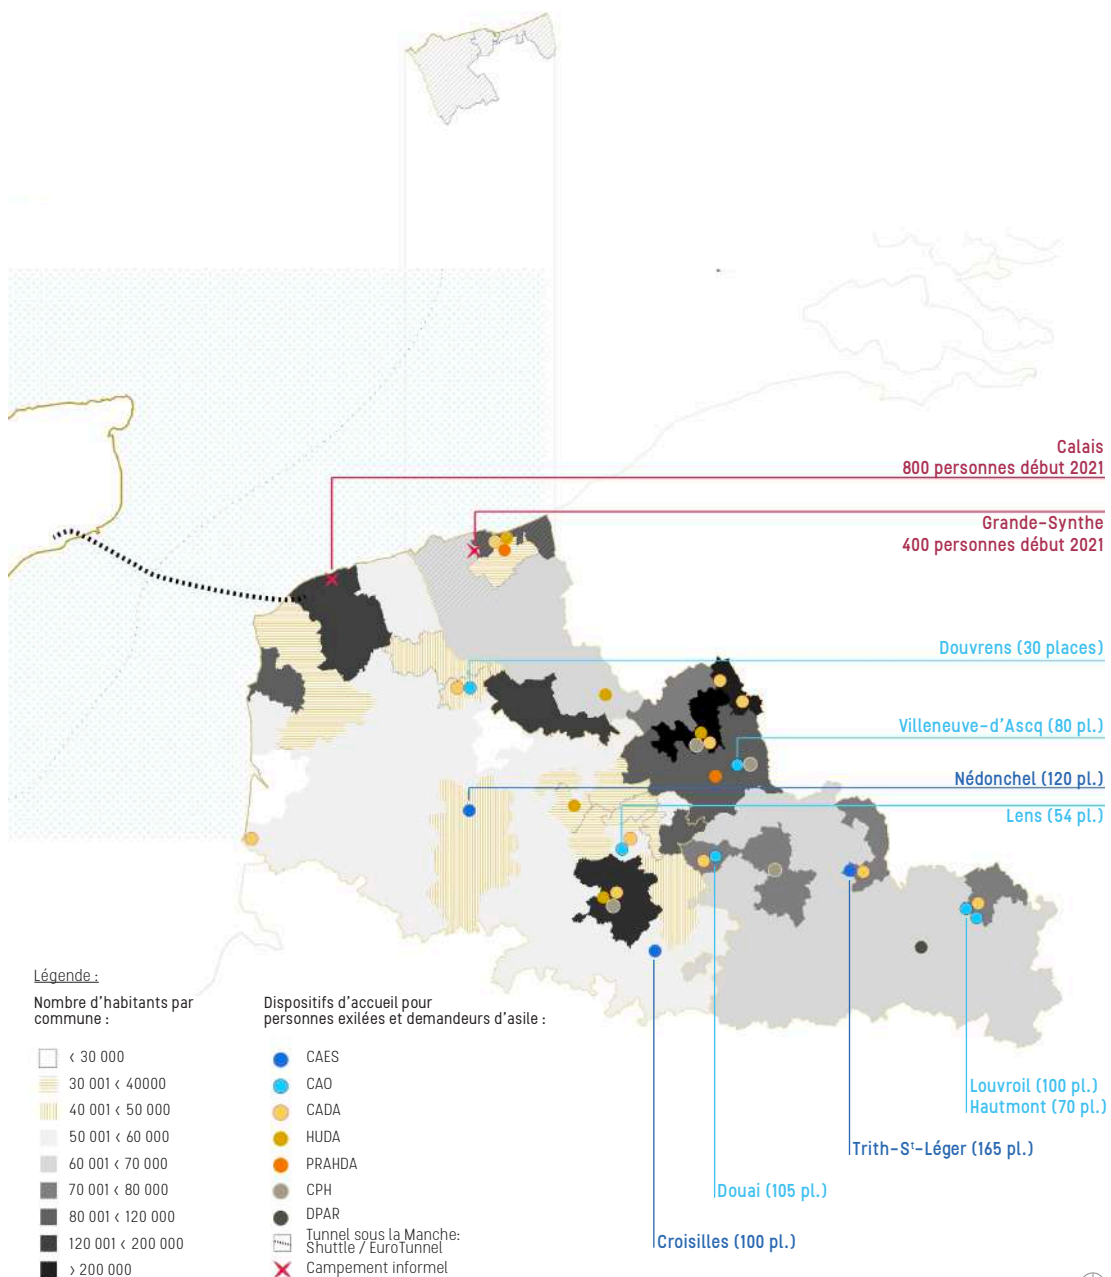 Calais
800 personnes début 2021
Grande-Synthe
400 personnes début 2021
Douvrens (30 places)
Villeneuve-d'Ascq (80 pl.)
Nédonchel (120 pl.)
Lens (54 pl.)
Louvroil (100 pl.)
Hautmont (70 pl.)
Trith-Sᵗ-Léger (165 pl.)
Douai (105 pl.)
Croisilles (100 pl.)
Légende :
Nombre d'habitants par
commune :
‹ 30 000
30 001 ‹ 40000
40 001 ‹ 50 000
50 001 ‹ 60 000
60 001 ‹ 70 000
70 001 ‹ 80 000
80 001 ‹ 120 000
120 001 ‹ 200 000
› 200 000
Dispositifs d'accueil pour
personnes exilées et demandeurs d'asile :
CAES
CAO
CADA
HUDA
PRAHDA
CPH
DPAR
Tunnel sous la Manche:
Shuttle / EuroTunnel
Campement informel